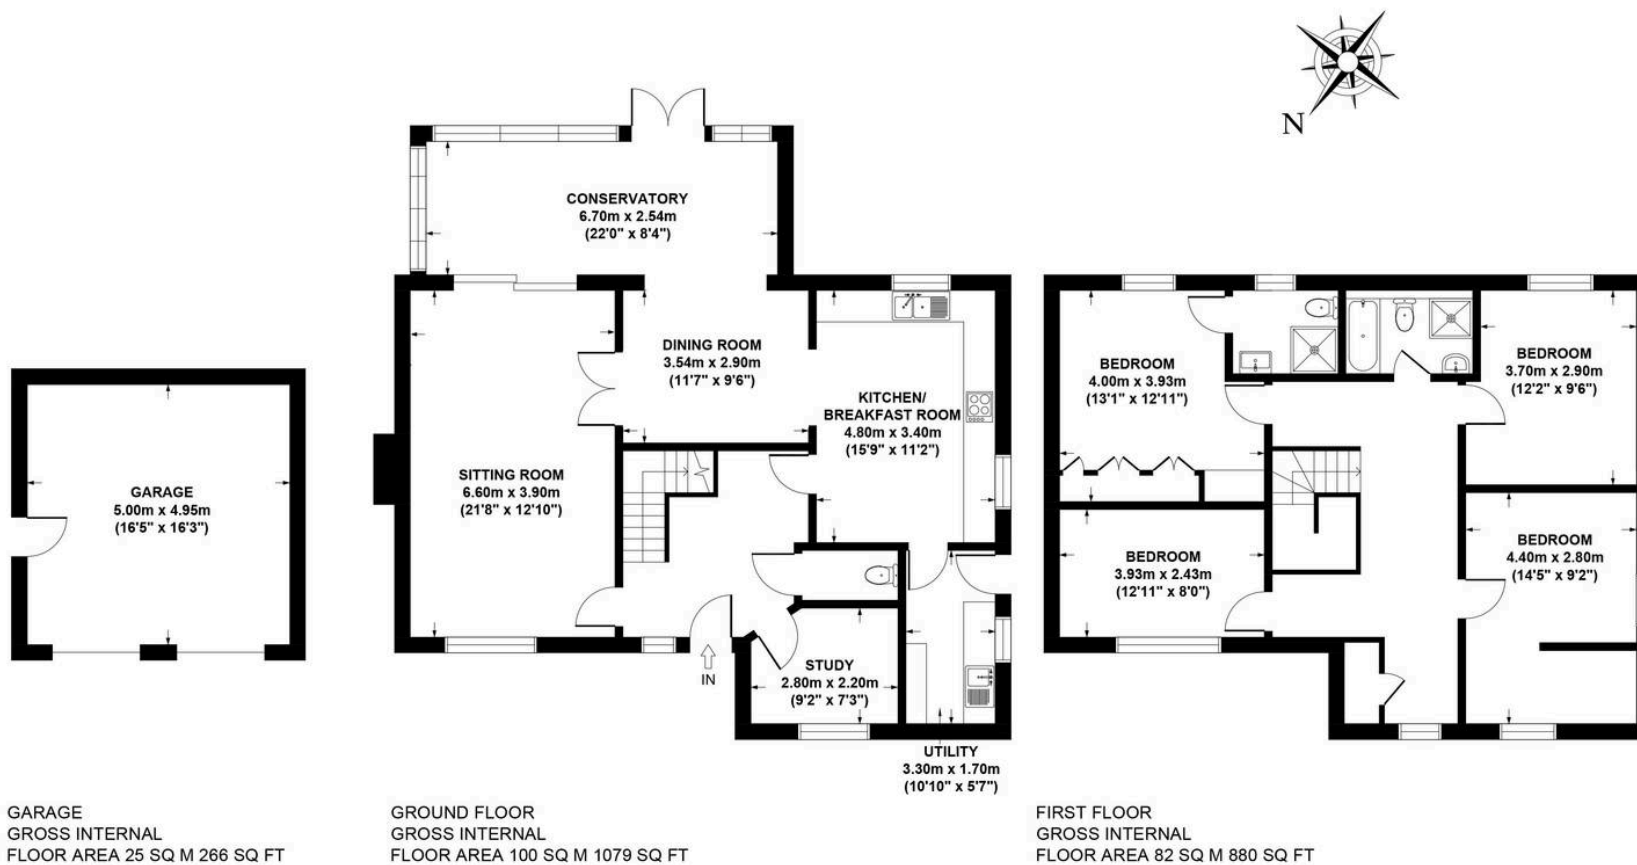 N
CONSERVATORY
6.70m x 2.54m
(22'0" x 8'4")
DINING ROOM
3.54m x 2.90m
(11'7" x 9'6")
KITCHEN/
BREAKFAST ROOM
4.80m x 3.40m
(15'9" x 11'2")
SITTING ROOM
6.60m x 3.90m
(21'8" x 12'10")
GARAGE
5.00m x 4.95m
(16'5" x 16'3")
BEDROOM
4.00m x 3.93m
(13'1" x 12'11")
BEDROOM
3.70m x 2.90m
(12'2" x 9'6")
BEDROOM
3.93m x 2.43m
(12'11" x 8'0")
BEDROOM
4.40m x 2.80m
(14'5" x 9'2")
IN
STUDY
2.80m x 2.20m
(9'2" x 7'3")
UTILITY
3.30m x 1.70m
(10'10" x 5'7")
GARAGE
GROSS INTERNAL
FLOOR AREA 25 SQ M 266 SQ FT
GROUND FLOOR
GROSS INTERNAL
FLOOR AREA 100 SQ M 1079 SQ FT
FIRST FLOOR
GROSS INTERNAL
FLOOR AREA 82 SQ M 880 SQ FT